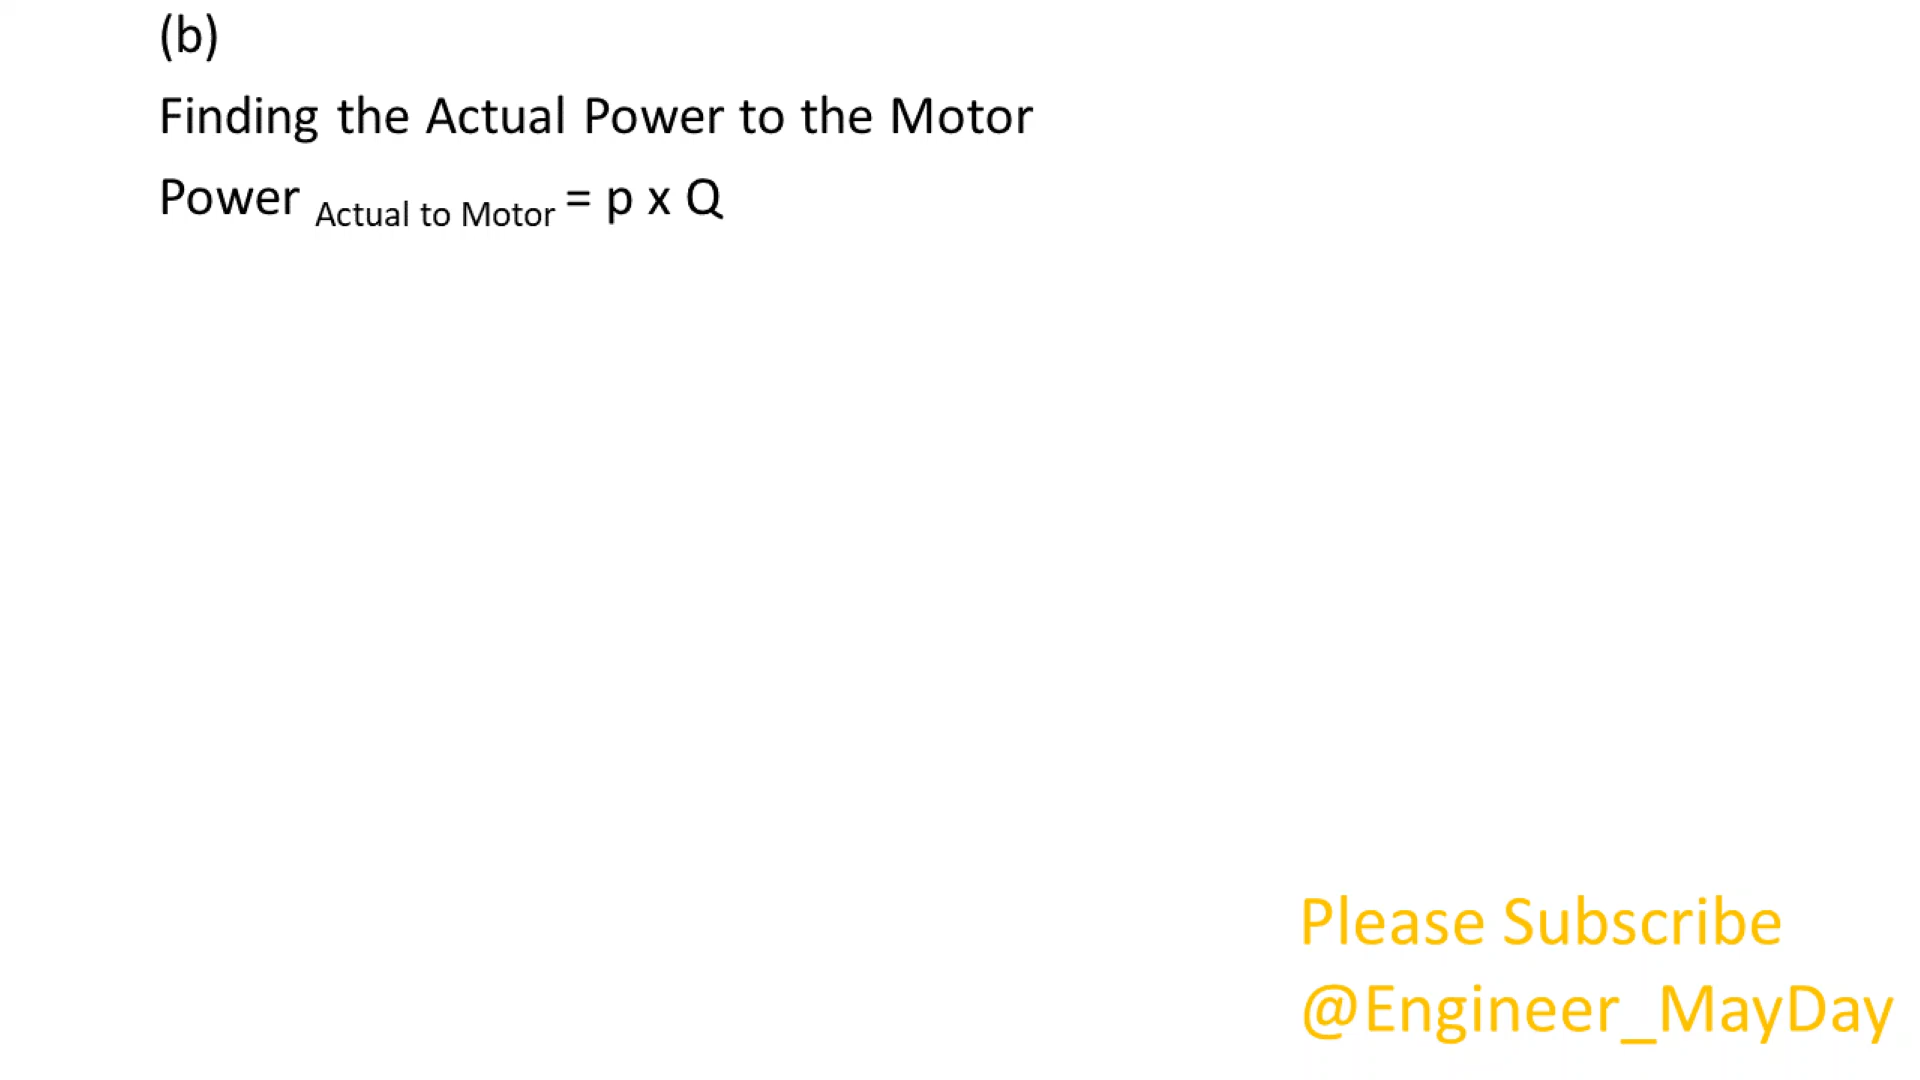 (b)
Finding the Actual Power to the Motor
Power Actual to Motor = p x Q
Please Subscribe
@Engineer_MayDay